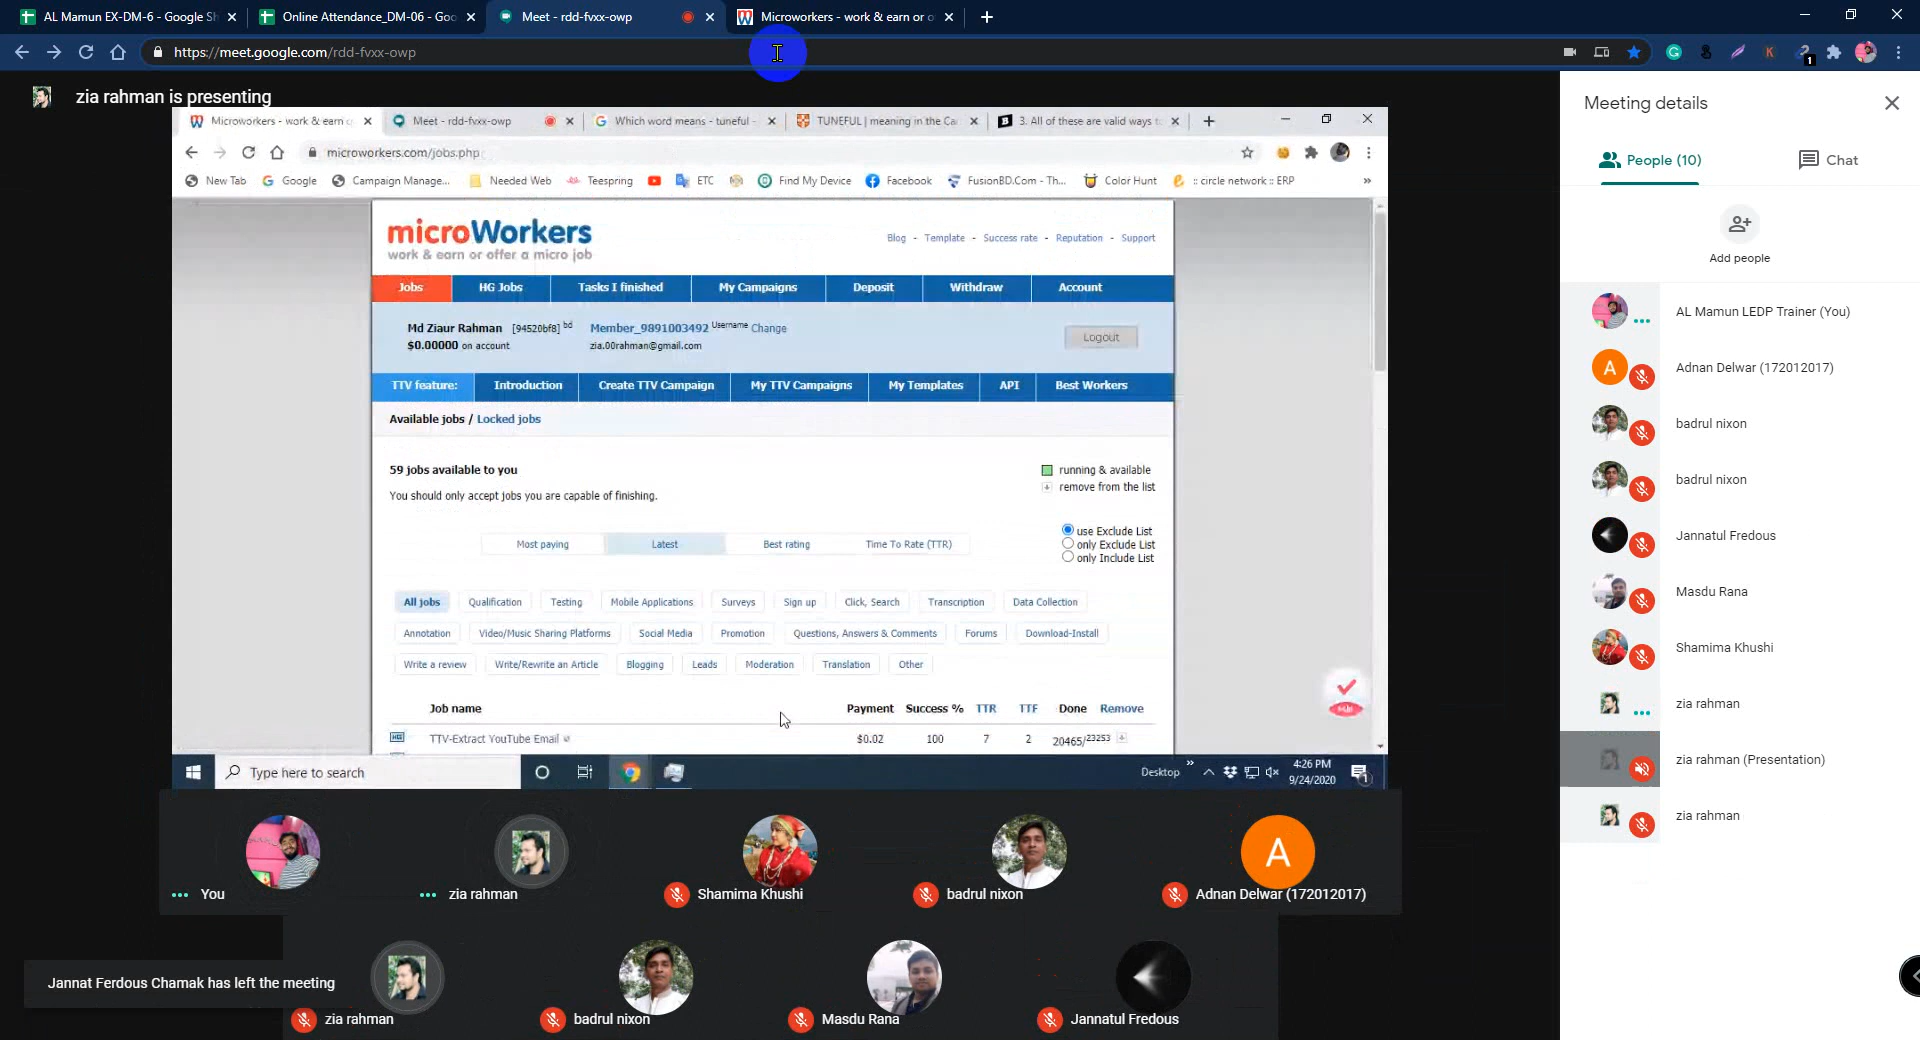 AL Mamun EX-DM-6 - Google Sh
Online Attendance_DM-06 - Goo
Meet - rdd-fvxx-owp
Microworkers - work & earn or o
https://meet.google.com/rdd-fvxx-owp
1
zia rahman is presenting
Microworkers - work & earn o
Meet - rdd-fvxx-owp
Which word means - tuneful -
TUNEFUL | meaning in the Ca
3. All of these are valid ways t
microworkers.com/jobs.php
New Tab
Google
Campaign Manage...
Needed Web
Teespring
ETC
Find My Device
Facebook
FusionBD.Com - Th...
Color Hunt
:: circle network :: ERP
»
microWorkers
work & earn or offer a micro job
Blog - Template - Success rate - Reputation - Support
Jobs
HG Jobs
Tasks I finished
My Campaigns
Deposit
Withdraw
Account
Md Ziaur Rahman [94520bf8] bd Member_9891003492 Username Change
$0.00000 on account zia.00rahman@gmail.com
Logout
TTV feature:
Introduction
Create TTV Campaign
My TTV Campaigns
My Templates
API
Best Workers
Available jobs / Locked jobs
59 jobs available to you
You should only accept jobs you are capable of finishing.
running & available
remove from the list
use Exclude List
only Exclude List
only Include List
Most paying
Latest
Best rating
Time To Rate (TTR)
All jobs
Qualification
Testing
Mobile Applications
Surveys
Sign up
Click, Search
Transcription
Data Collection
Annotation
Video/Music Sharing Platforms
Social Media
Promotion
Questions, Answers & Comments
Forums
Download-Install
Write a review
Write/Rewrite an Article
Blogging
Leads
Moderation
Translation
Other
Job name Payment Success % TTR TTF Done Remove
TTV-Extract YouTube Email $0.02 100 7 2 20465/23253
Type here to search
Desktop
»
4:26 PM
9/24/2020
1
You
zia rahman
Shamima Khushi
badrul nixon
A
Adnan Delwar (172012017)
Jannat Ferdous Chamak has left the meeting
zia rahman
badrul nixon
Masdu Rana
Jannatul Fredous
Meeting details
People (10)
Chat
Add people
AL Mamun LEDP Trainer (You)
A
Adnan Delwar (172012017)
badrul nixon
badrul nixon
Jannatul Fredous
Masdu Rana
Shamima Khushi
zia rahman
zia rahman (Presentation)
zia rahman